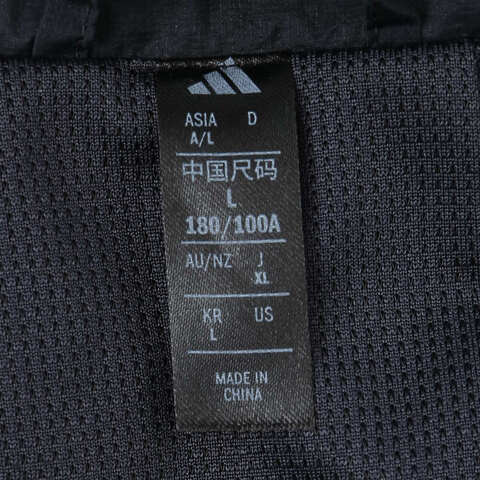 ASIA D
A/L
中国尺码
L
180/100A
AU/NZ J
XL
KR US
L
MADE IN
CHINA